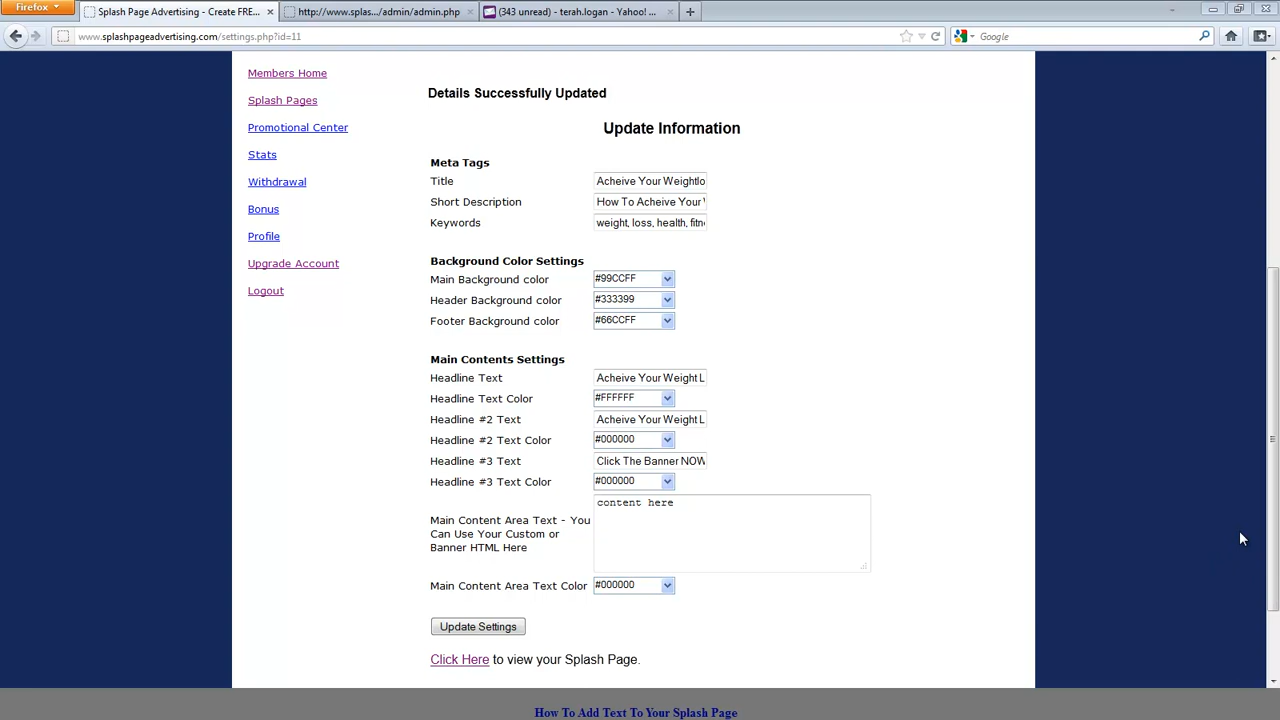 Firefox
Splash Page Advertising - Create FRE...
http://www.splas.../admin/admin.php
(343 unread) - terah.logan - Yahoo! ...
www.splashpageadvertising.com/settings.php?id=11
Google
Members Home
Splash Pages
Promotional Center
Stats
Withdrawal
Bonus
Profile
Upgrade Account
Logout
Details Successfully Updated
Update Information
Meta Tags
Title Acheive Your Weightlo
Short Description How To Acheive Your
Keywords weight, loss, health, fitn
Background Color Settings
Main Background color #99CCFF
Header Background color #333399
Footer Background color #66CCFF
Main Contents Settings
Headline Text Acheive Your Weight L
Headline Text Color #FFFFFF
Headline #2 Text Acheive Your Weight L
Headline #2 Text Color #000000
Headline #3 Text Click The Banner NOW
Headline #3 Text Color #000000
content here
Main Content Area Text - You
Can Use Your Custom or
Banner HTML Here
Main Content Area Text Color #000000
Update Settings
Click Here to view your Splash Page.
How To Add Text To Your Splash Page